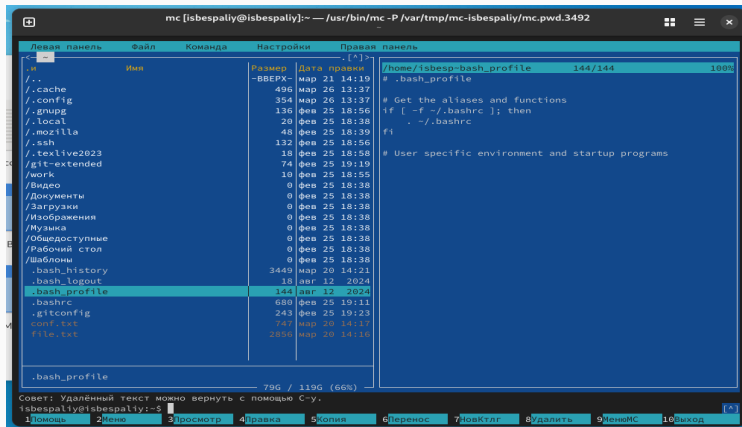 mc [isbespaliy@isbespaliy]:~ — /usr/bin/mc -P /var/tmp/mc-isbespaliy/mc.pwd.3492
Левая панель Файл Команда Настройки Правая панель
<— ~ .[^]>
.и Имя Размер Дата правки
/.. -ВВЕРХ- мар 21 14:19
/.cache 496 мар 26 13:37
/.config 354 мар 26 13:37
/.gnupg 136 фев 25 18:56
/.local 20 фев 25 18:38
/.mozilla 48 фев 25 18:39
/.ssh 132 фев 25 18:56
/.texlive2023 18 фев 25 18:58
/git-extended 74 фев 25 19:19
/work 10 фев 25 18:55
/Видео 0 фев 25 18:38
/Документы 0 фев 25 18:38
/Загрузки 0 фев 25 18:38
/Изображения 0 фев 25 18:38
/Музыка 0 фев 25 18:38
/Общедоступные 0 фев 25 18:38
/Рабочий стол 0 фев 25 18:38
/Шаблоны 0 фев 25 18:38
.bash_history 3449 мар 20 14:21
.bash_logout 18 авг 12 2024
.bash_profile 144 авг 12 2024
.bashrc 680 фев 25 19:11
.gitconfig 243 фев 25 19:23
conf.txt 747 мар 20 14:17
file.txt 2856 мар 20 14:16
.bash_profile
79G / 119G (66%)
/home/isbesp~bash_profile 144/144 100%
# .bash_profile
# Get the aliases and functions
if [ -f ~/.bashrc ]; then
. ~/.bashrc
fi
# User specific environment and startup programs
Совет: Удалённый текст можно вернуть с помощью C-y.
isbespaliy@isbespaliy:~$ [^]
1Помощь 2Меню 3Просмотр 4Правка 5Копия 6Перенос 7НовКтлг 8Удалить 9МенюMC 10Выход